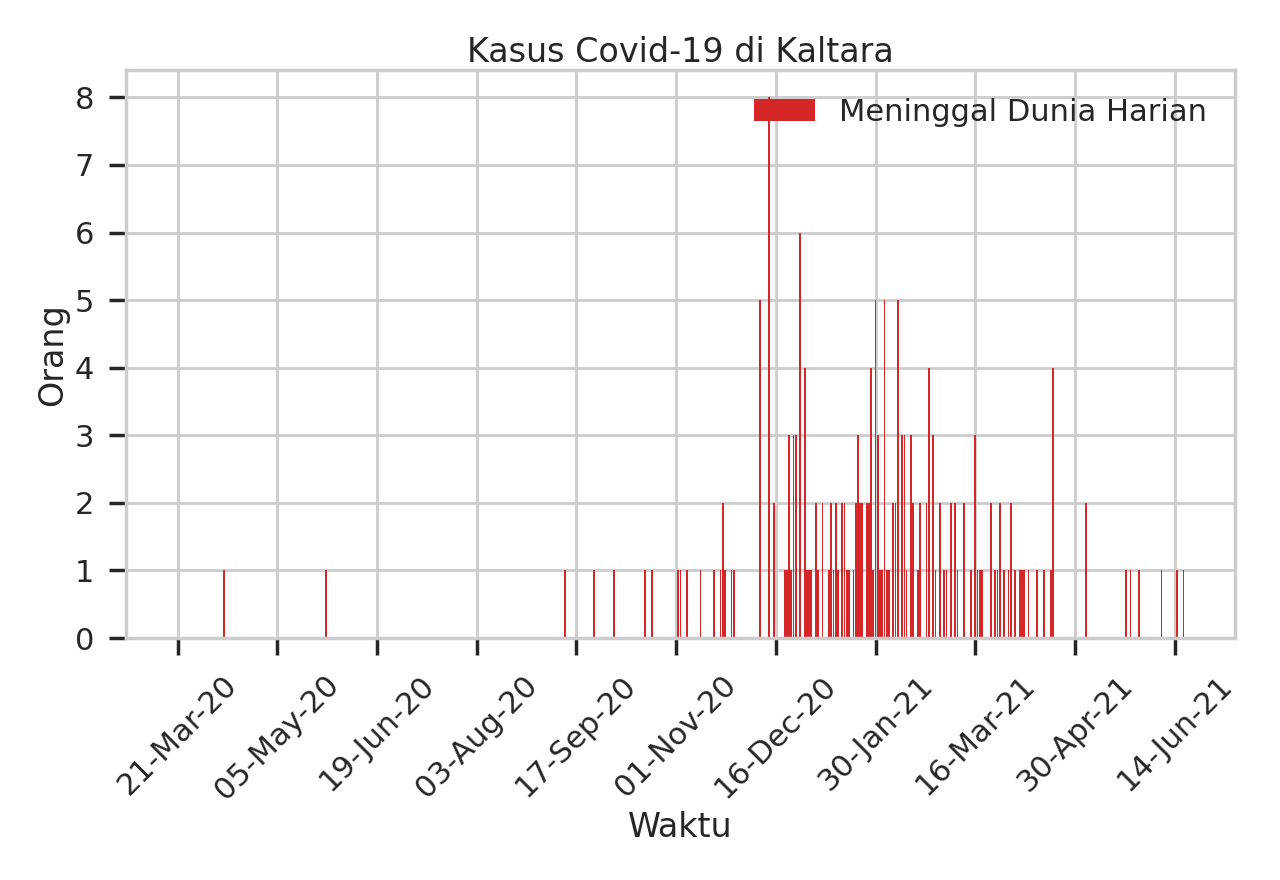 Kasus Covid-19 di Kaltara
Meninggal Dunia Harian
Orang
8
7
6
5
4
3
2
1
0
21-Mar-20
05-May-20
19-Jun-20
03-Aug-20
17-Sep-20
01-Nov-20
16-Dec-20
30-Jan-21
16-Mar-21
30-Apr-21
14-Jun-21
Waktu